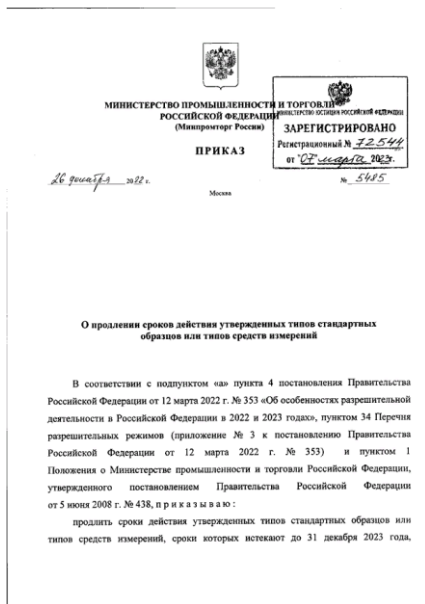 МИНИСТЕРСТВО ПРОМЫШЛЕННОСТИ И ТОРГОВЛИ
РОССИЙСКОЙ ФЕДЕРАЦИИ
(Минпромторг России)
ПРИКАЗ
МИНИСТЕРСТВО ЮСТИЦИИ РОССИЙСКОЙ ФЕДЕРАЦИИ
ЗАРЕГИСТРИРОВАНО
Регистрационный № 72544
от "07" марта 2023г.
26 декабря 2022 г.
№ 5485
Москва
О продлении сроков действия утвержденных типов стандартных
образцов или типов средств измерений
В соответствии с подпунктом «а» пункта 4 постановления Правительства
Российской Федерации от 12 марта 2022 г. № 353 «Об особенностях разрешительной
деятельности в Российской Федерации в 2022 и 2023 годах», пунктом 34 Перечня
разрешительных режимов (приложение № 3 к постановлению Правительства
Российской Федерации от 12 марта 2022 г. № 353) и пунктом 1
Положения о Министерстве промышленности и торговли Российской Федерации,
утвержденного постановлением Правительства Российской Федерации
от 5 июня 2008 г. № 438, п р и к а з ы в а ю :
продлить сроки действия утвержденных типов стандартных образцов или
типов средств измерений, сроки которых истекают до 31 декабря 2023 года,